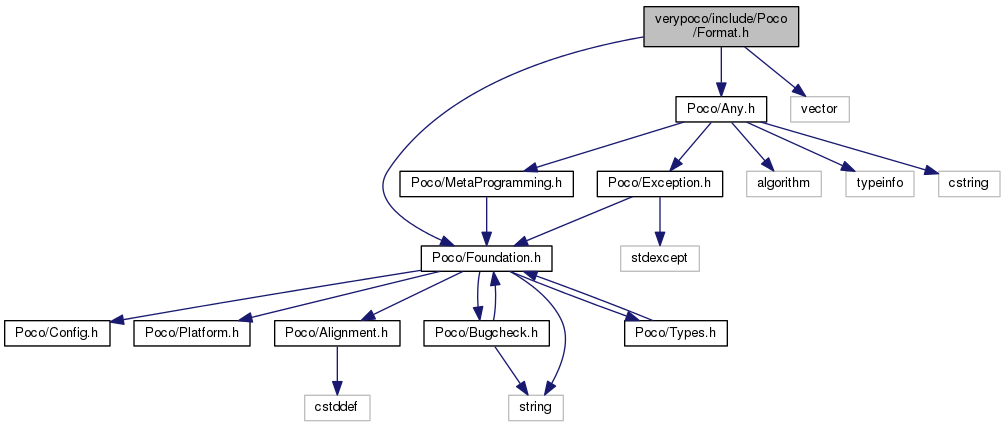 verypoco/include/Poco
/Format.h
Poco/Any.h
vector
Poco/MetaProgramming.h
Poco/Exception.h
algorithm
typeinfo
cstring
Poco/Foundation.h
stdexcept
Poco/Config.h
Poco/Platform.h
Poco/Alignment.h
Poco/Bugcheck.h
Poco/Types.h
cstddef
string